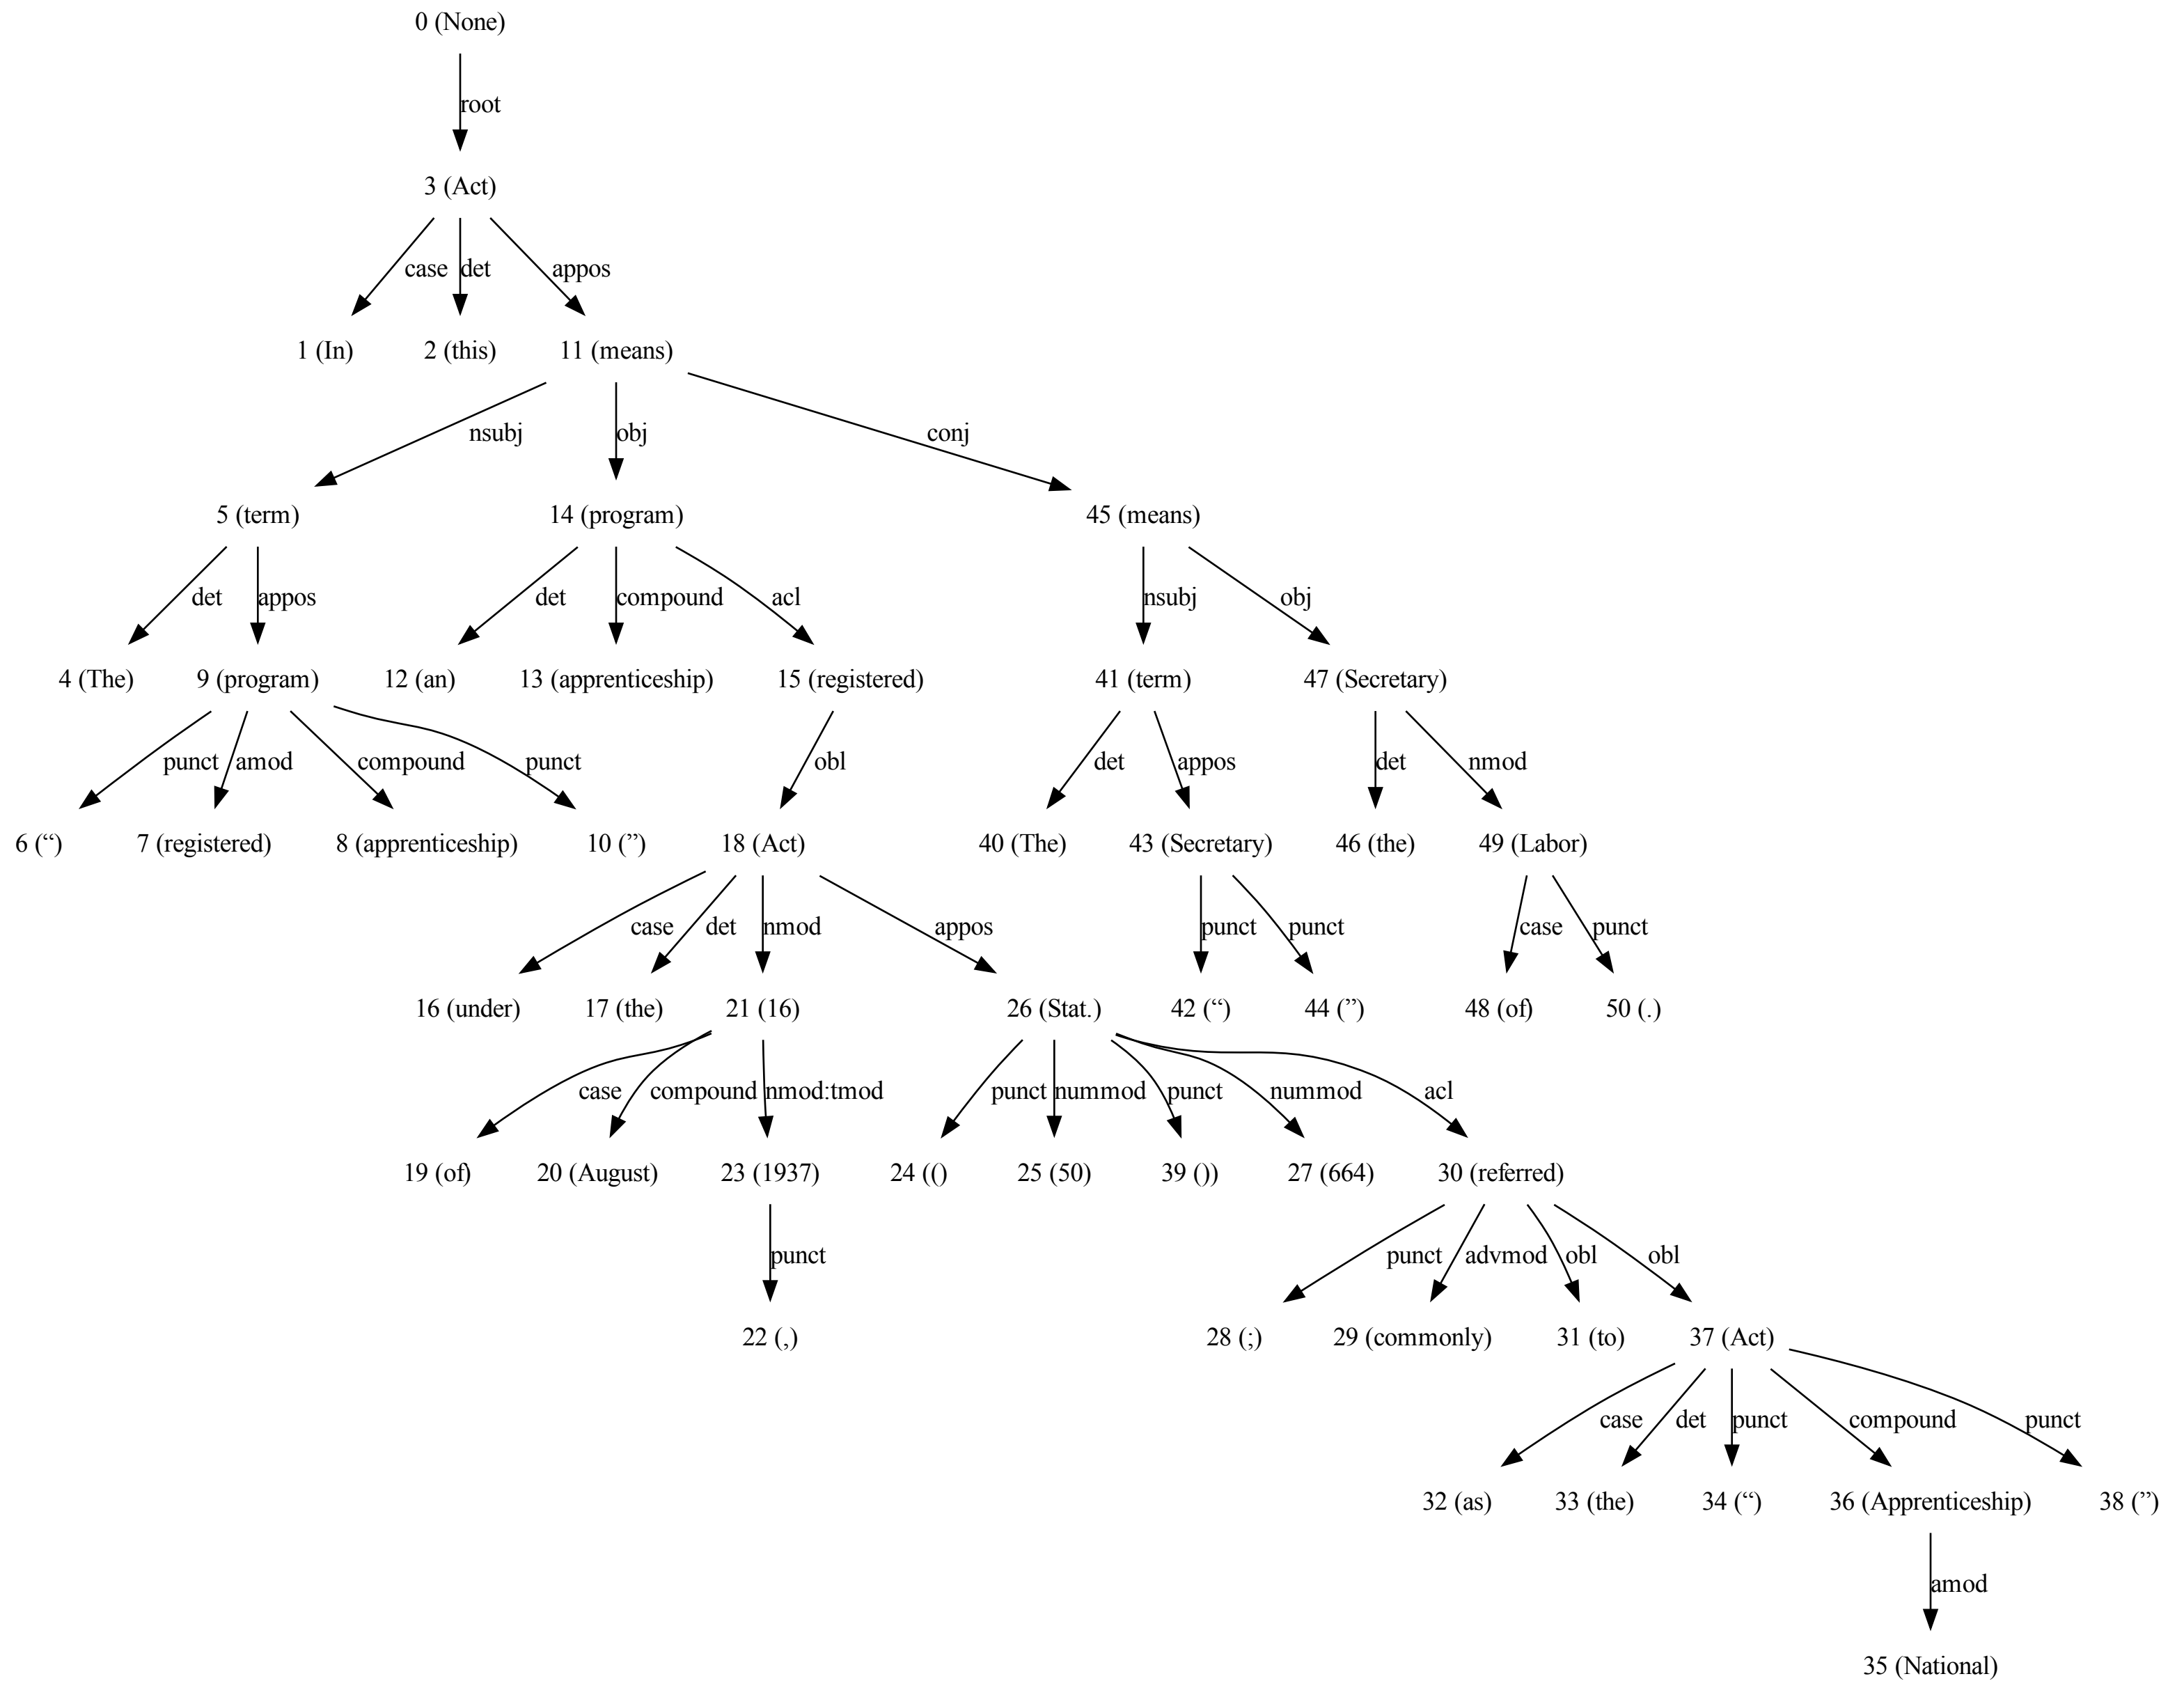 0 (None)
root
3 (Act)
case det appos
1 (In) 2 (this) 11 (means)
nsubj obj conj
5 (term) 14 (program) 45 (means)
det appos det compound acl nsubj obj
4 (The) 9 (program) 12 (an) 13 (apprenticeship) 15 (registered) 41 (term) 47 (Secretary)
punct amod compound punct obl det appos det nmod
6 (“) 7 (registered) 8 (apprenticeship) 10 (”) 18 (Act) 40 (The) 43 (Secretary) 46 (the) 49 (Labor)
case det nmod appos punct punct case punct
16 (under) 17 (the) 21 (16) 26 (Stat.) 42 (“) 44 (”) 48 (of) 50 (.)
case compound nmod:tmod punct nummod punct nummod acl
19 (of) 20 (August) 23 (1937) 24 (() 25 (50) 39 ()) 27 (664) 30 (referred)
punct punct advmod obl obl
22 (,) 28 (;) 29 (commonly) 31 (to) 37 (Act)
case det punct compound punct
32 (as) 33 (the) 34 (“) 36 (Apprenticeship) 38 (”)
amod
35 (National)